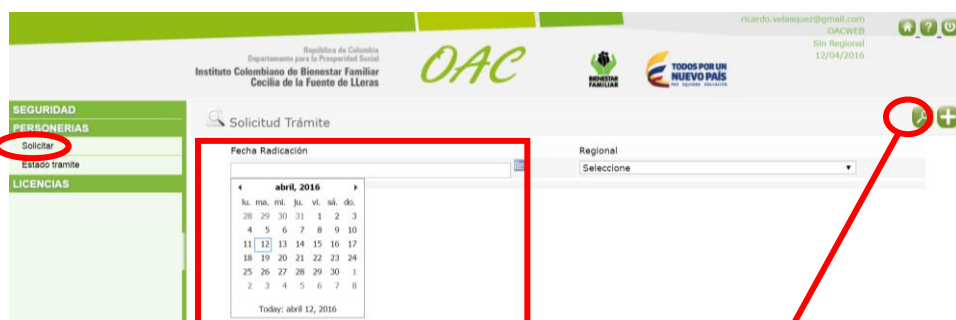 ricardo.velasquez@gmail.com
OACWEB
Sin Regional
12/04/2016
República de Colombia
Departamento para la Prosperidad Social
Instituto Colombiano de Bienestar Familiar
Cecilia de la Fuente de LLeras
OAC
BIENESTAR
FAMILIAR
TODOS POR UN
NUEVO PAÍS
PAZ EQUIDAD EDUCACIÓN
SEGURIDAD
PERSONERIAS
Solicitar
Estado tramite
LICENCIAS
Solicitud Trámite
Fecha Radicación
Regional
Seleccione
abril, 2016
lu. ma. mi. ju. vi. sá. do.
28 29 30 31 1 2 3
4 5 6 7 8 9 10
11 12 13 14 15 16 17
18 19 20 21 22 23 24
25 26 27 28 29 30 1
2 3 4 5 6 7 8
Today: abril 12, 2016